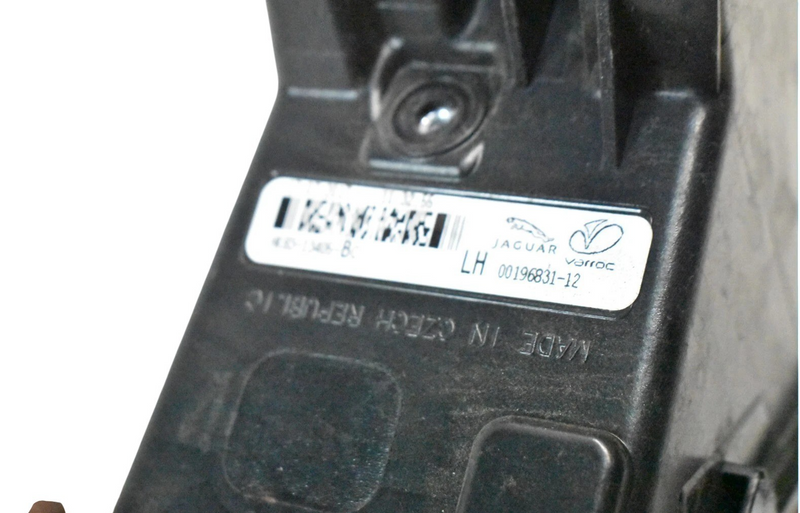 JAGUAR
varroc
LH 00196831-12
MADE IN CZECH REPUBLIC